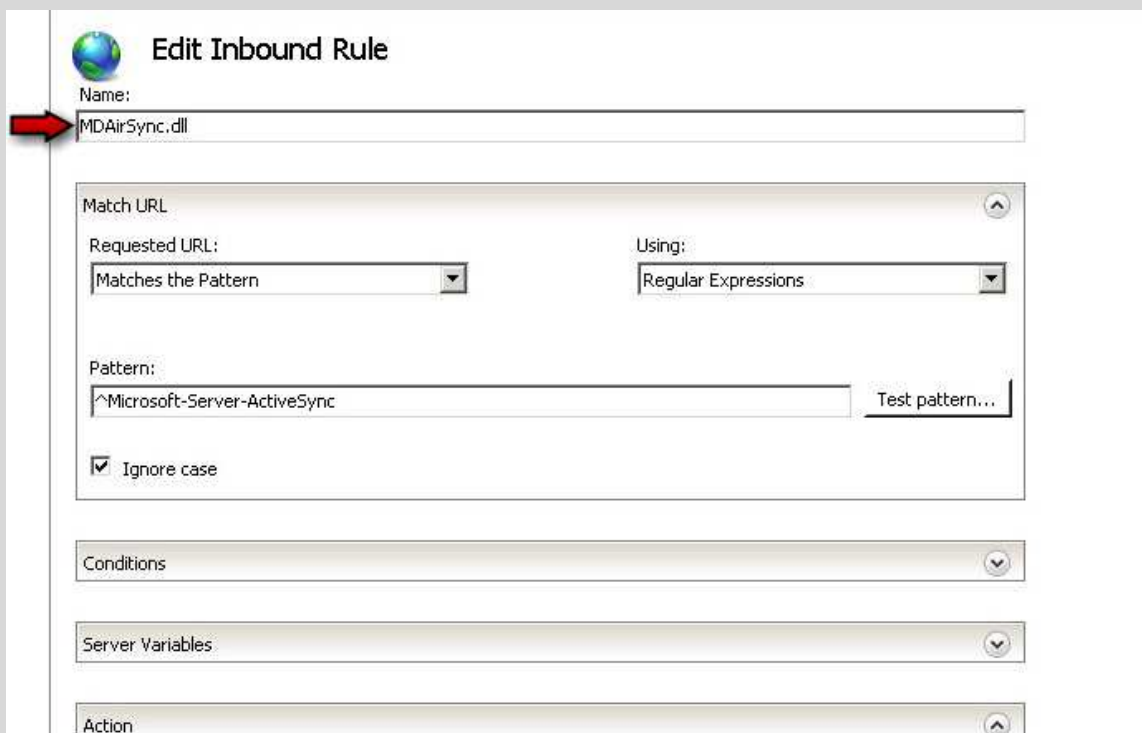 Edit Inbound Rule
Name:
MDAirSync.dll
Match URL
Requested URL: Using:
Matches the Pattern Regular Expressions
Pattern:
^Microsoft-Server-ActiveSync Test pattern...
Ignore case
Conditions
Server Variables
Action